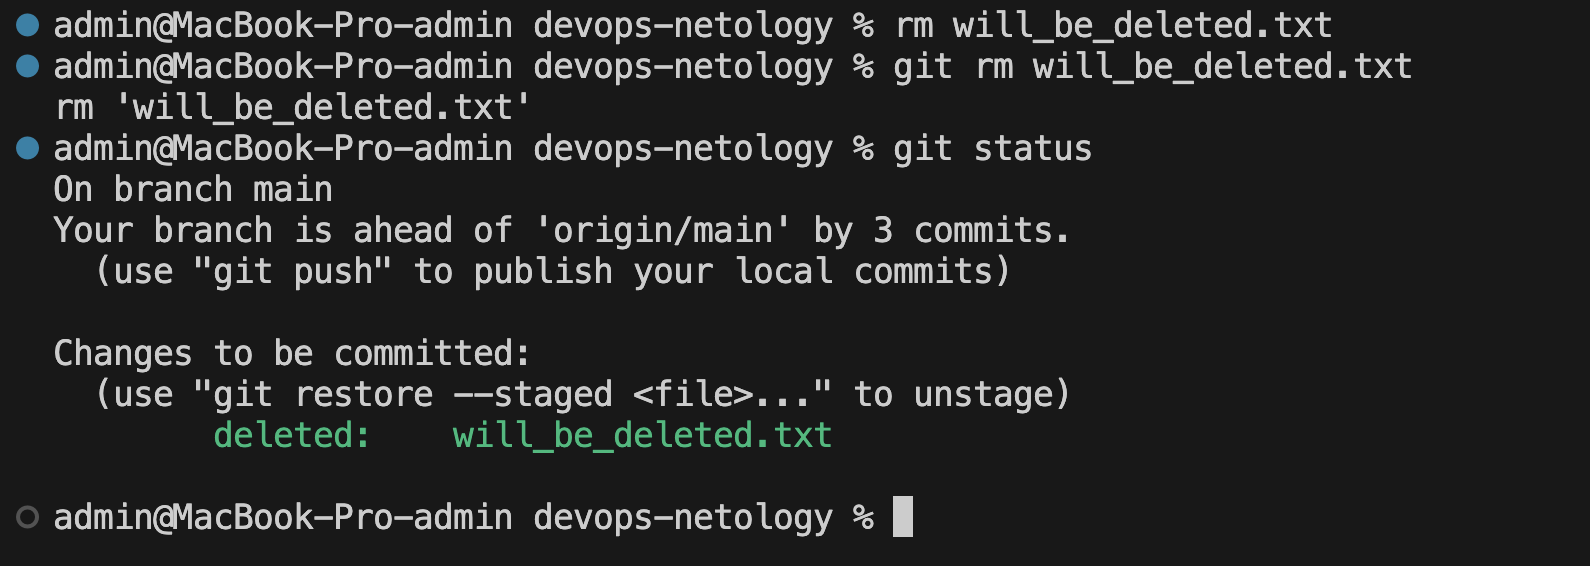 admin@MacBook-Pro-admin devops-netology % rm will_be_deleted.txt
admin@MacBook-Pro-admin devops-netology % git rm will_be_deleted.txt
rm 'will_be_deleted.txt'
admin@MacBook-Pro-admin devops-netology % git status
On branch main
Your branch is ahead of 'origin/main' by 3 commits.
  (use "git push" to publish your local commits)

Changes to be committed:
  (use "git restore --staged <file>..." to unstage)
        deleted:    will_be_deleted.txt

admin@MacBook-Pro-admin devops-netology %